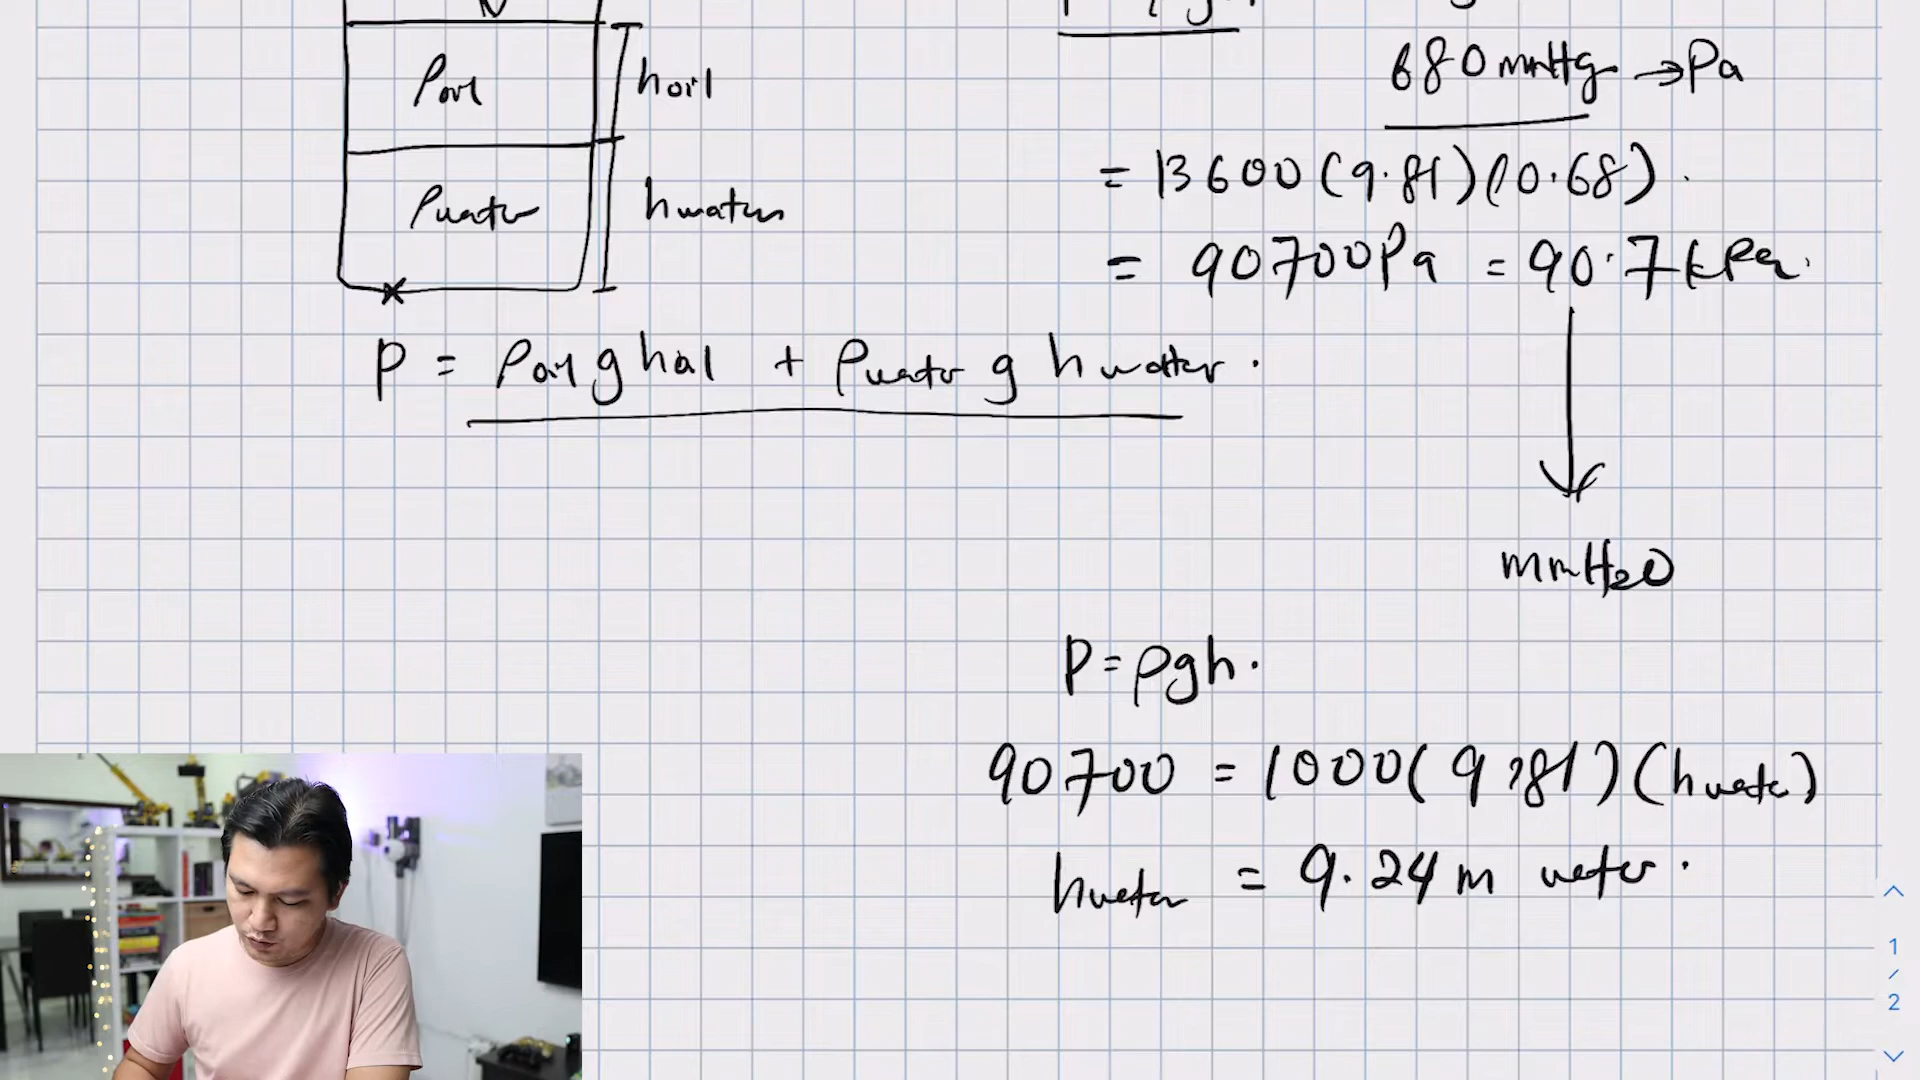 680 mmHg → Pa
ρoil
hoil
= 13600 (9.81)(0.68).
ρwater
hwater
= 90700 Pa = 90.7 kPa.
P = ρoil g hoil + ρwater g hwater.
mmH2O
P = ρgh.
90700 = 1000(9.81)(hwater)
hwater = 9.24 m water.
1
/
2